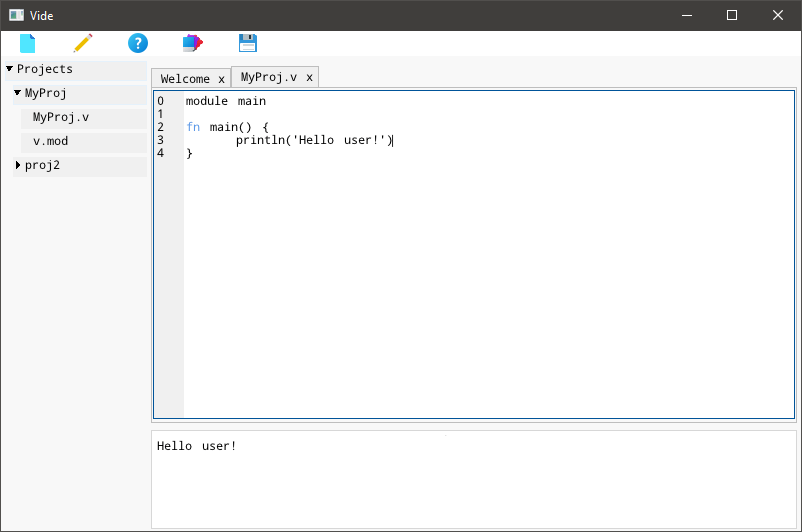 Vide
?
Projects
MyProj
MyProj.v
v.mod
proj2
Welcome x
MyProj.v x
0 module main
1
2 fn main() {
3 println('Hello user!')
4 }
Hello user!